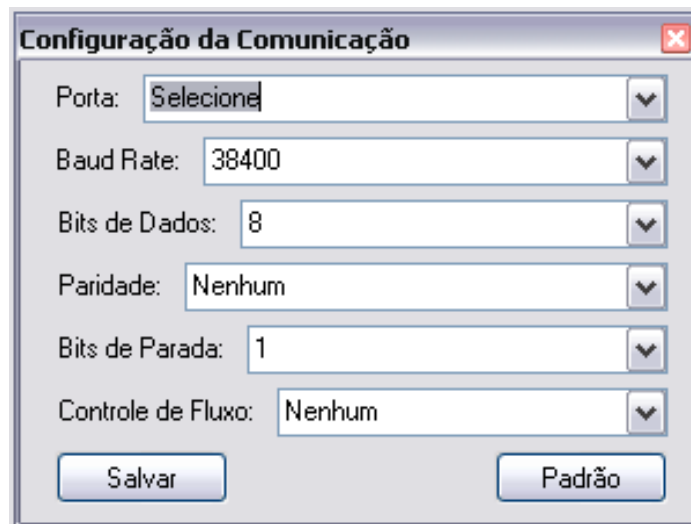 Configuração da Comunicação
Porta: Selecione
Baud Rate: 38400
Bits de Dados: 8
Paridade: Nenhum
Bits de Parada: 1
Controle de Fluxo: Nenhum
Salvar Padrão